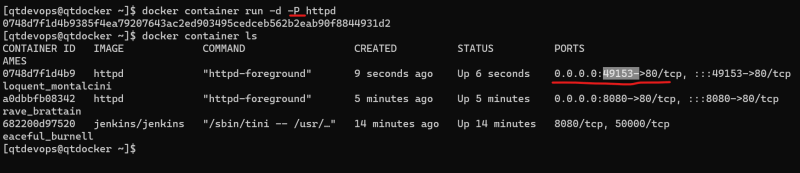 [qtdevops@qtdocker ~]$ docker container run -d -P httpd
0748d7f1d4b9385f4ea79207643ac2ed903495cedceb562b2eab90f8844931d2
[qtdevops@qtdocker ~]$ docker container ls
CONTAINER ID IMAGE COMMAND CREATED STATUS PORTS
AMES
0748d7f1d4b9 httpd "httpd-foreground" 9 seconds ago Up 6 seconds 0.0.0.0:49153->80/tcp, :::49153->80/tcp
loquent_montalcini
a0dbbfb08342 httpd "httpd-foreground" 5 minutes ago Up 5 minutes 0.0.0.0:8080->80/tcp, :::8080->80/tcp
rave_brattain
682200d97520 jenkins/jenkins "/sbin/tini -- /usr/…" 14 minutes ago Up 14 minutes 8080/tcp, 50000/tcp
eaceful_burnell
[qtdevops@qtdocker ~]$